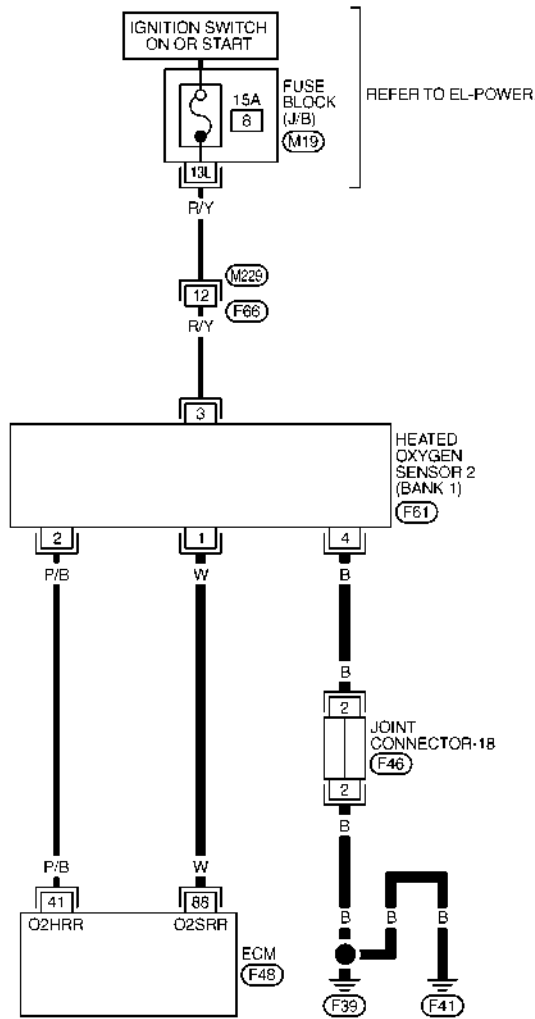 IGNITION SWITCH
ON OR START
FUSE
BLOCK
(J/B)
M19
15A
8
REFER TO EL-POWER
13L
R/Y
M229
12
F66
R/Y
3
HEATED
OXYGEN
SENSOR 2
(BANK 1)
F61
2
1
4
P/B
W
B
B
2
JOINT
CONNECTOR-18
F46
2
B
P/B
W
41
88
B
B
B
O2HRR
O2SRR
ECM
F48
F39
F41